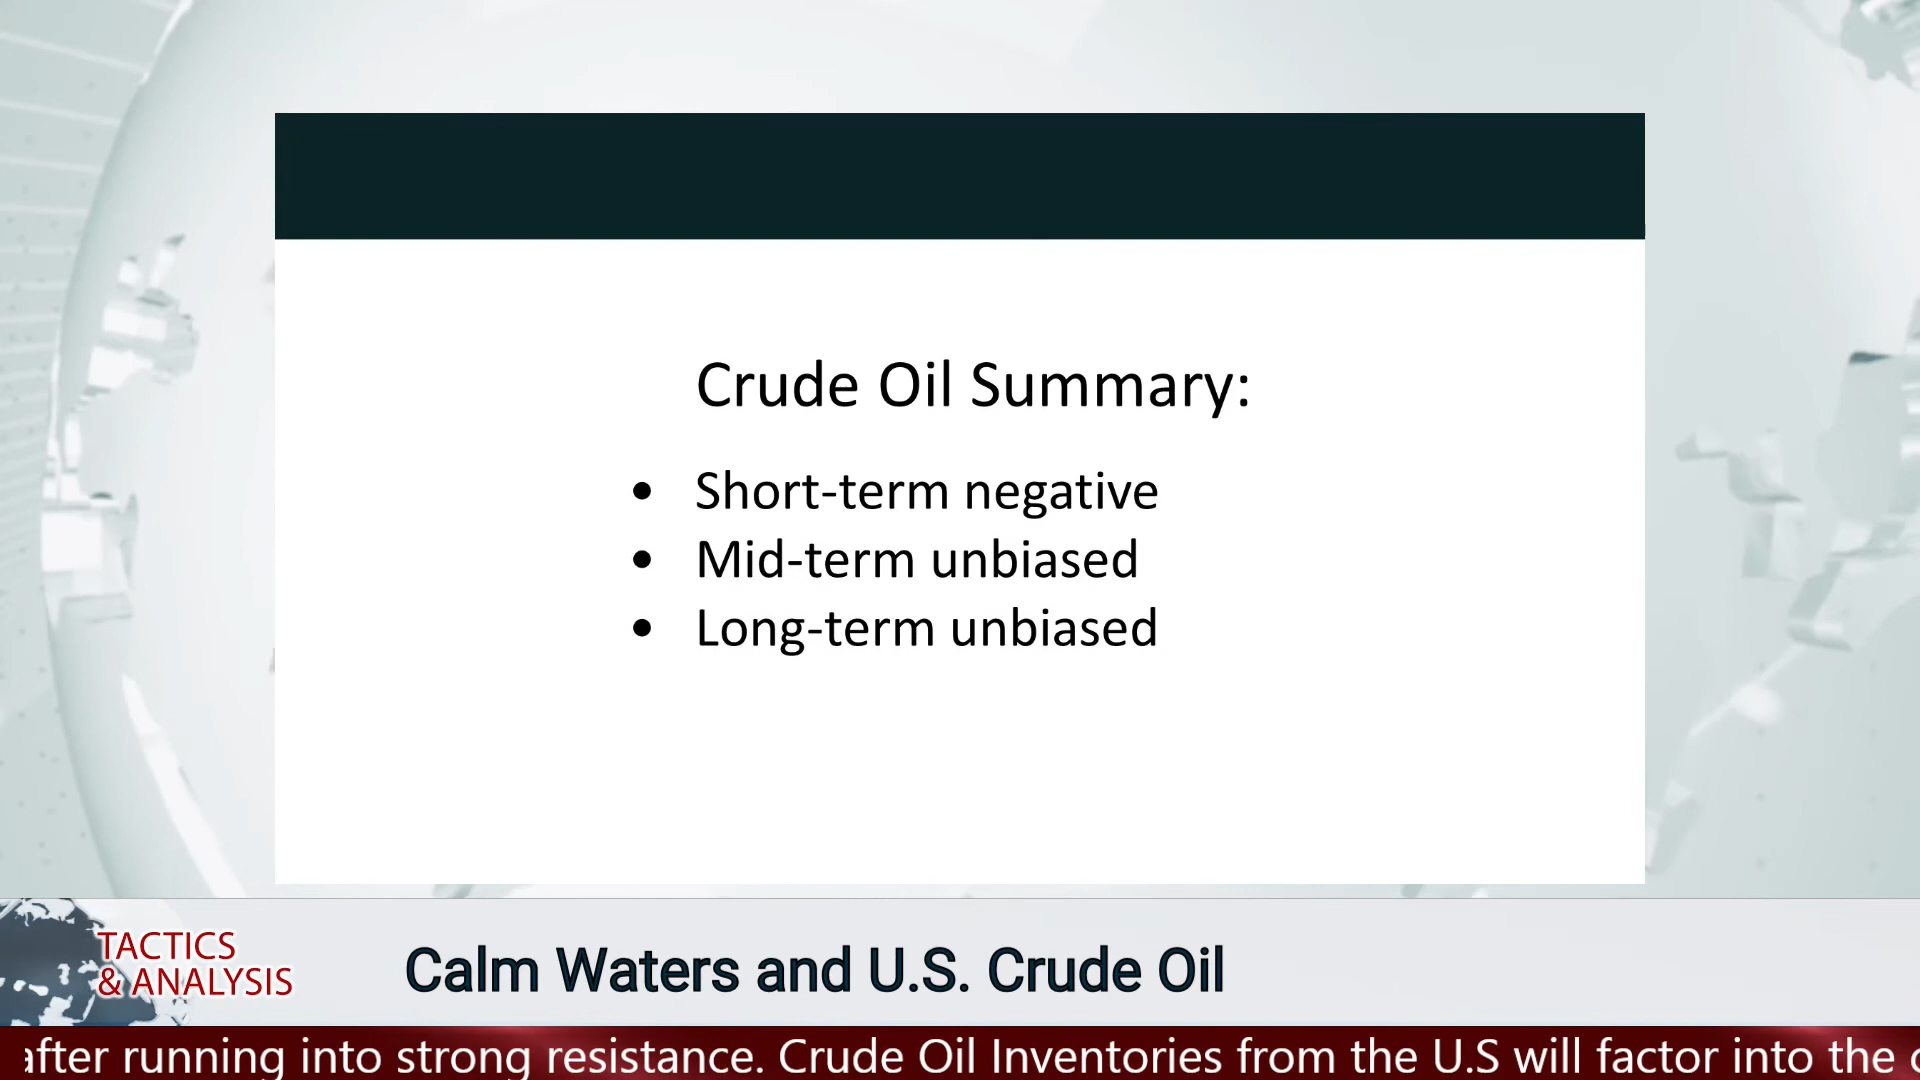 Crude Oil Summary:
• Short-term negative
• Mid-term unbiased
• Long-term unbiased
TACTICS
& ANALYSIS
Calm Waters and U.S. Crude Oil
after running into strong resistance. Crude Oil Inventories from the U.S will factor into the